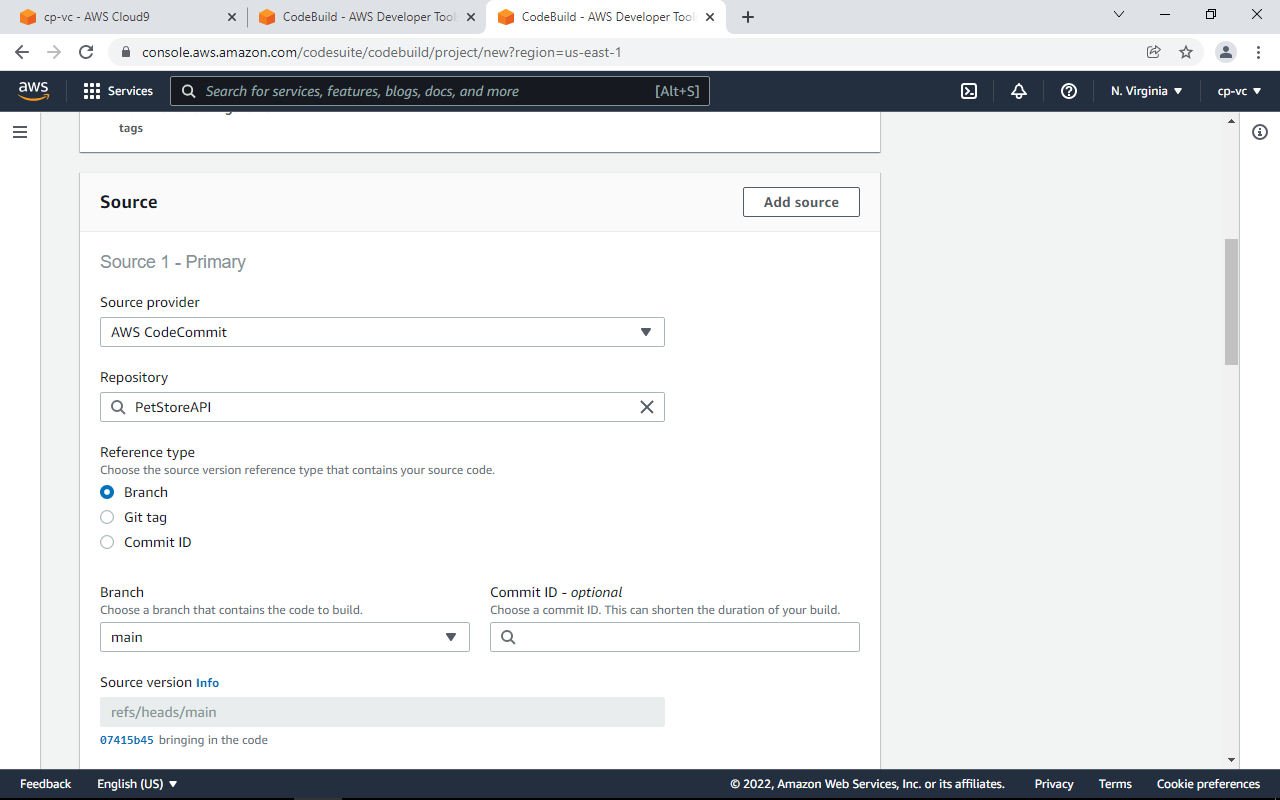 cp-vc - AWS Cloud9
CodeBuild - AWS Developer Tool
CodeBuild - AWS Developer Tool
console.aws.amazon.com/codesuite/codebuild/project/new?region=us-east-1
aws
Services
Search for services, features, blogs, docs, and more
[Alt+S]
N. Virginia
cp-vc
tags
Source
Add source
Source 1 - Primary
Source provider
AWS CodeCommit
Repository
PetStoreAPI
Reference type
Choose the source version reference type that contains your source code.
Branch
Git tag
Commit ID
Branch
Choose a branch that contains the code to build.
main
Commit ID - optional
Choose a commit ID. This can shorten the duration of your build.
Source version Info
refs/heads/main
07415b45 bringing in the code
Feedback
English (US)
© 2022, Amazon Web Services, Inc. or its affiliates.
Privacy
Terms
Cookie preferences